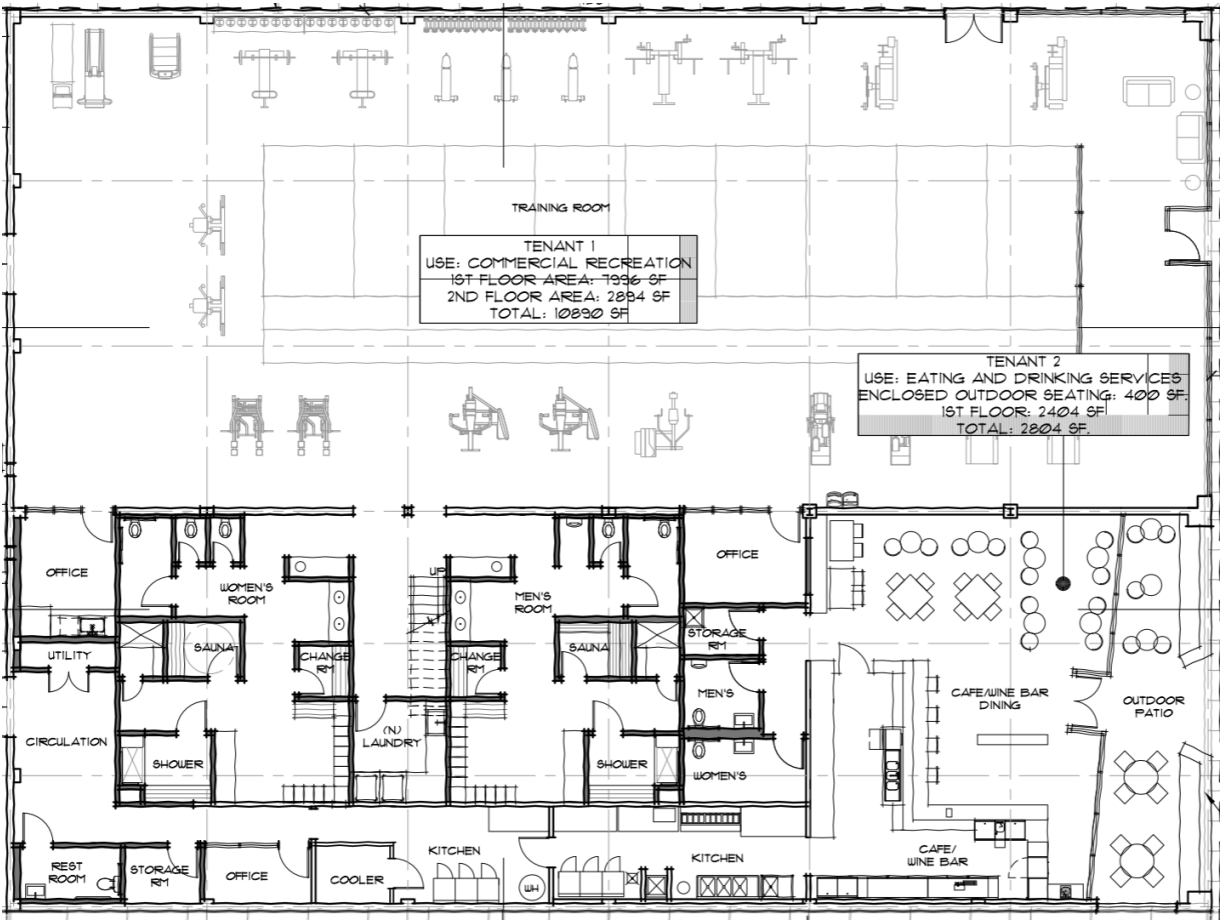 TRAINING ROOM
TENANT 1
USE: COMMERCIAL RECREATION
1ST FLOOR AREA: 7996 SF
2ND FLOOR AREA: 2894 SF
TOTAL: 10890 SF
TENANT 2
USE: EATING AND DRINKING SERVICES
ENCLOSED OUTDOOR SEATING: 400 SF.
1ST FLOOR: 2404 SF
TOTAL: 2804 SF.
OFFICE
WOMEN'S
ROOM
UP
MEN'S
ROOM
OFFICE
UTILITY
SAUNA
CHANGE
RM
CHANGE
RM
SAUNA
STORAGE
RM
MEN'S
CAFE/WINE BAR
DINING
OUTDOOR
PATIO
CIRCULATION
SHOWER
(N)
LAUNDRY
SHOWER
WOMEN'S
REST
ROOM
STORAGE
RM
OFFICE
COOLER
KITCHEN
WH
KITCHEN
CAFE/
WINE BAR